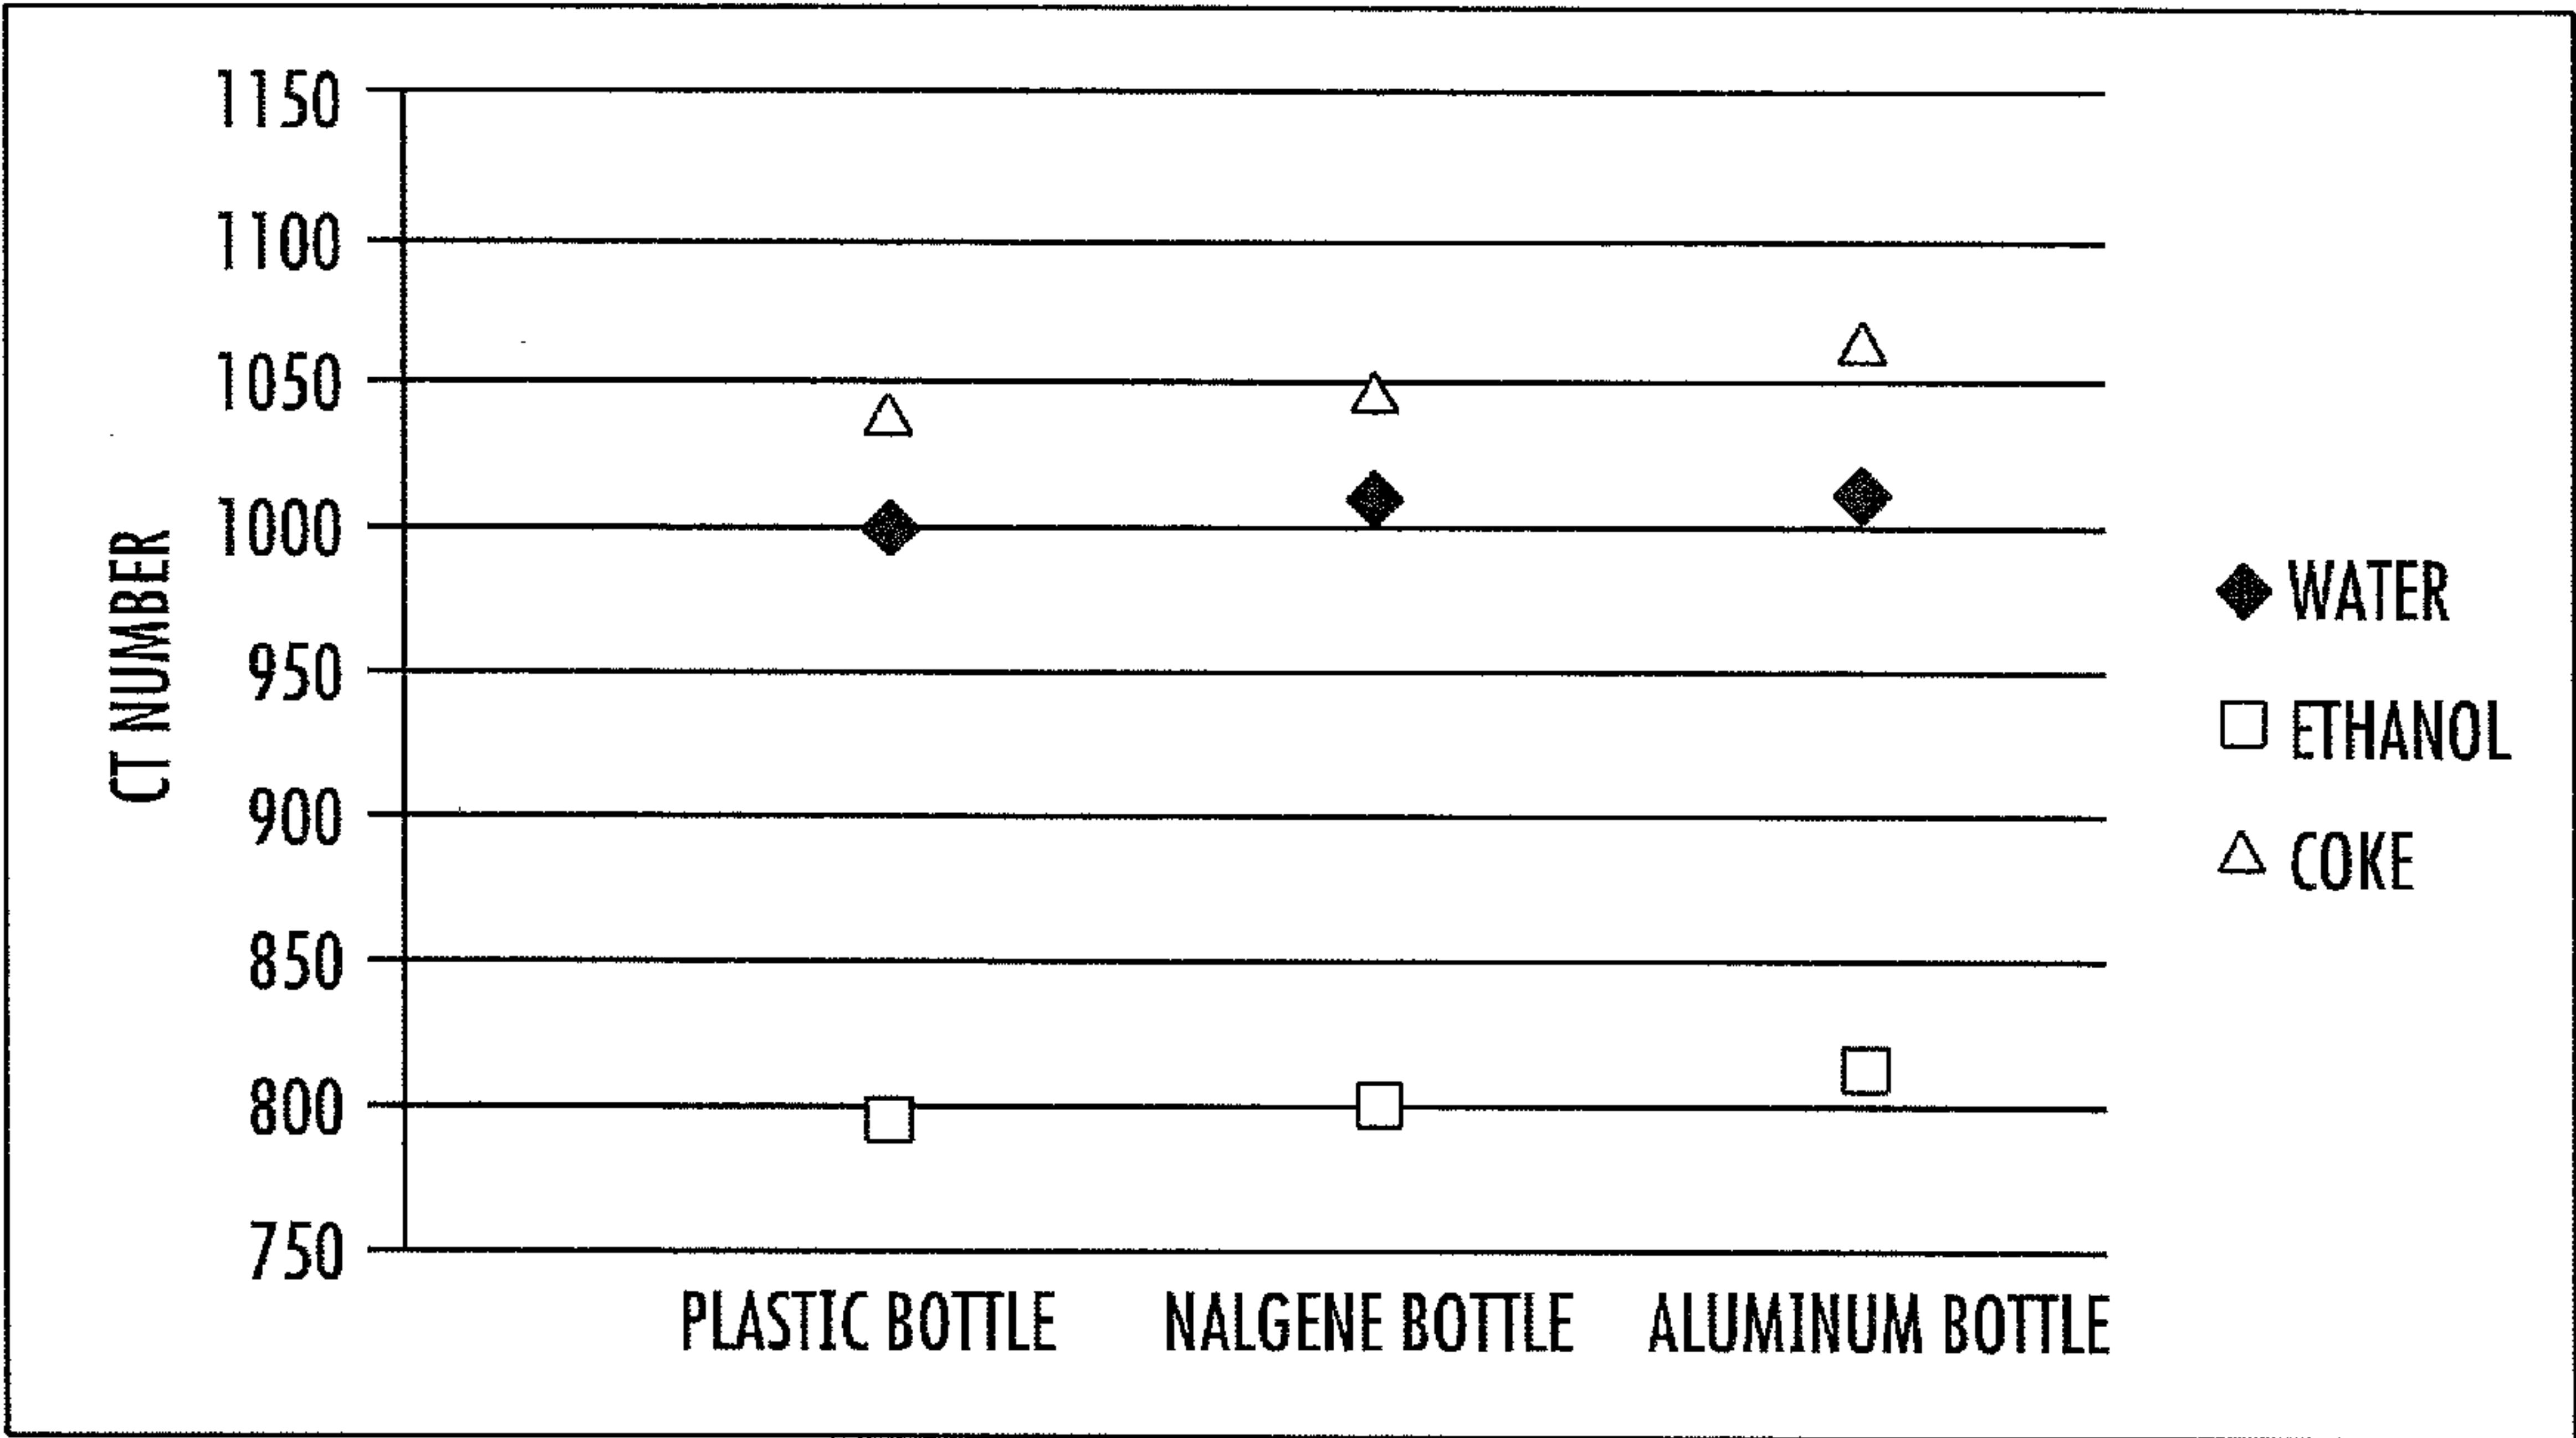 1150
1100
1050
1000
950
900
850
800
750
CT NUMBER
PLASTIC BOTTLE
NALGENE BOTTLE
ALUMINUM BOTTLE
WATER
ETHANOL
COKE